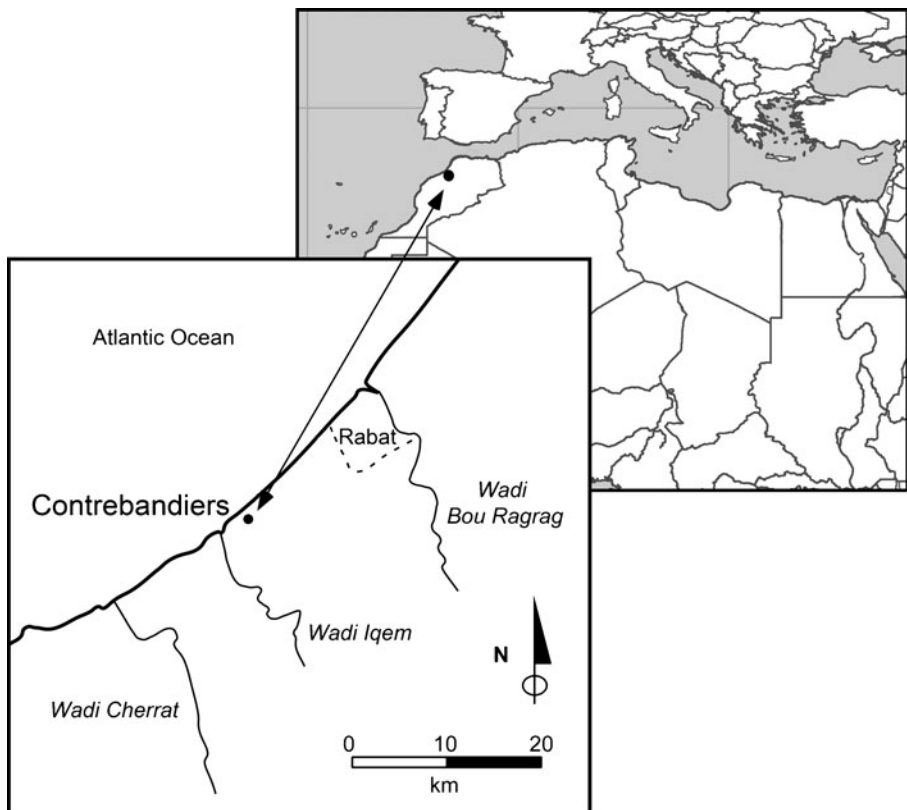 Atlantic Ocean
Rabat
Contrebandiers
Wadi
Bou Ragrag
Wadi Iqem
N
Wadi Cherrat
0 10 20
km